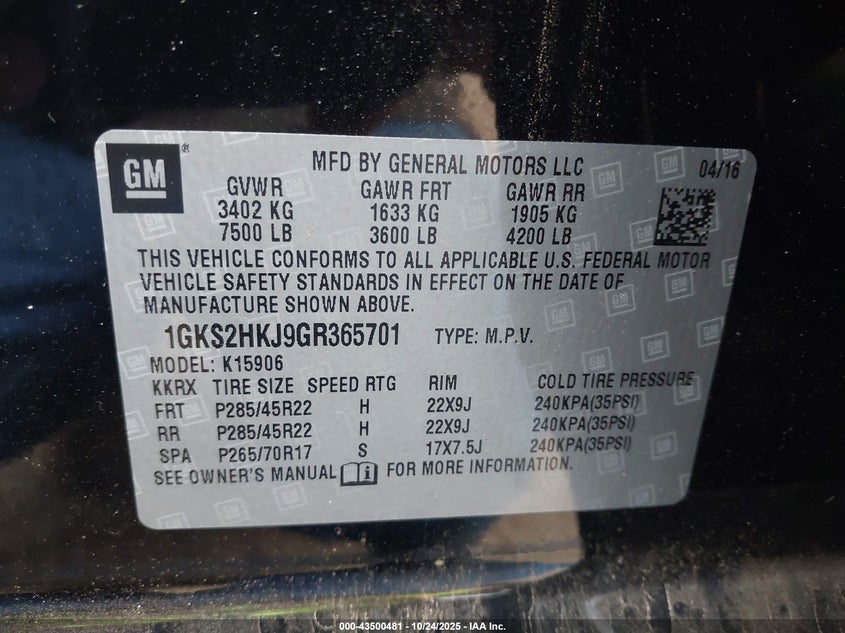 GM®
MFD BY GENERAL MOTORS LLC 04/16
GVWR GAWR FRT GAWR RR
3402 KG 1633 KG 1905 KG
7500 LB 3600 LB 4200 LB
THIS VEHICLE CONFORMS TO ALL APPLICABLE U.S. FEDERAL MOTOR
VEHICLE SAFETY STANDARDS IN EFFECT ON THE DATE OF
MANUFACTURE SHOWN ABOVE.
1GKS2HKJ9GR365701 TYPE: M.P.V.
MODEL: K15906
KKRX TIRE SIZE SPEED RTG RIM COLD TIRE PRESSURE
FRT P285/45R22 H 22X9J 240KPA(35PSI)
RR P285/45R22 H 22X9J 240KPA(35PSI)
SPA P265/70R17 S 17X7.5J 240KPA(35PSI)
SEE OWNER'S MANUAL FOR MORE INFORMATION.
000-43500481 - 10/24/2025 - IAA Inc.